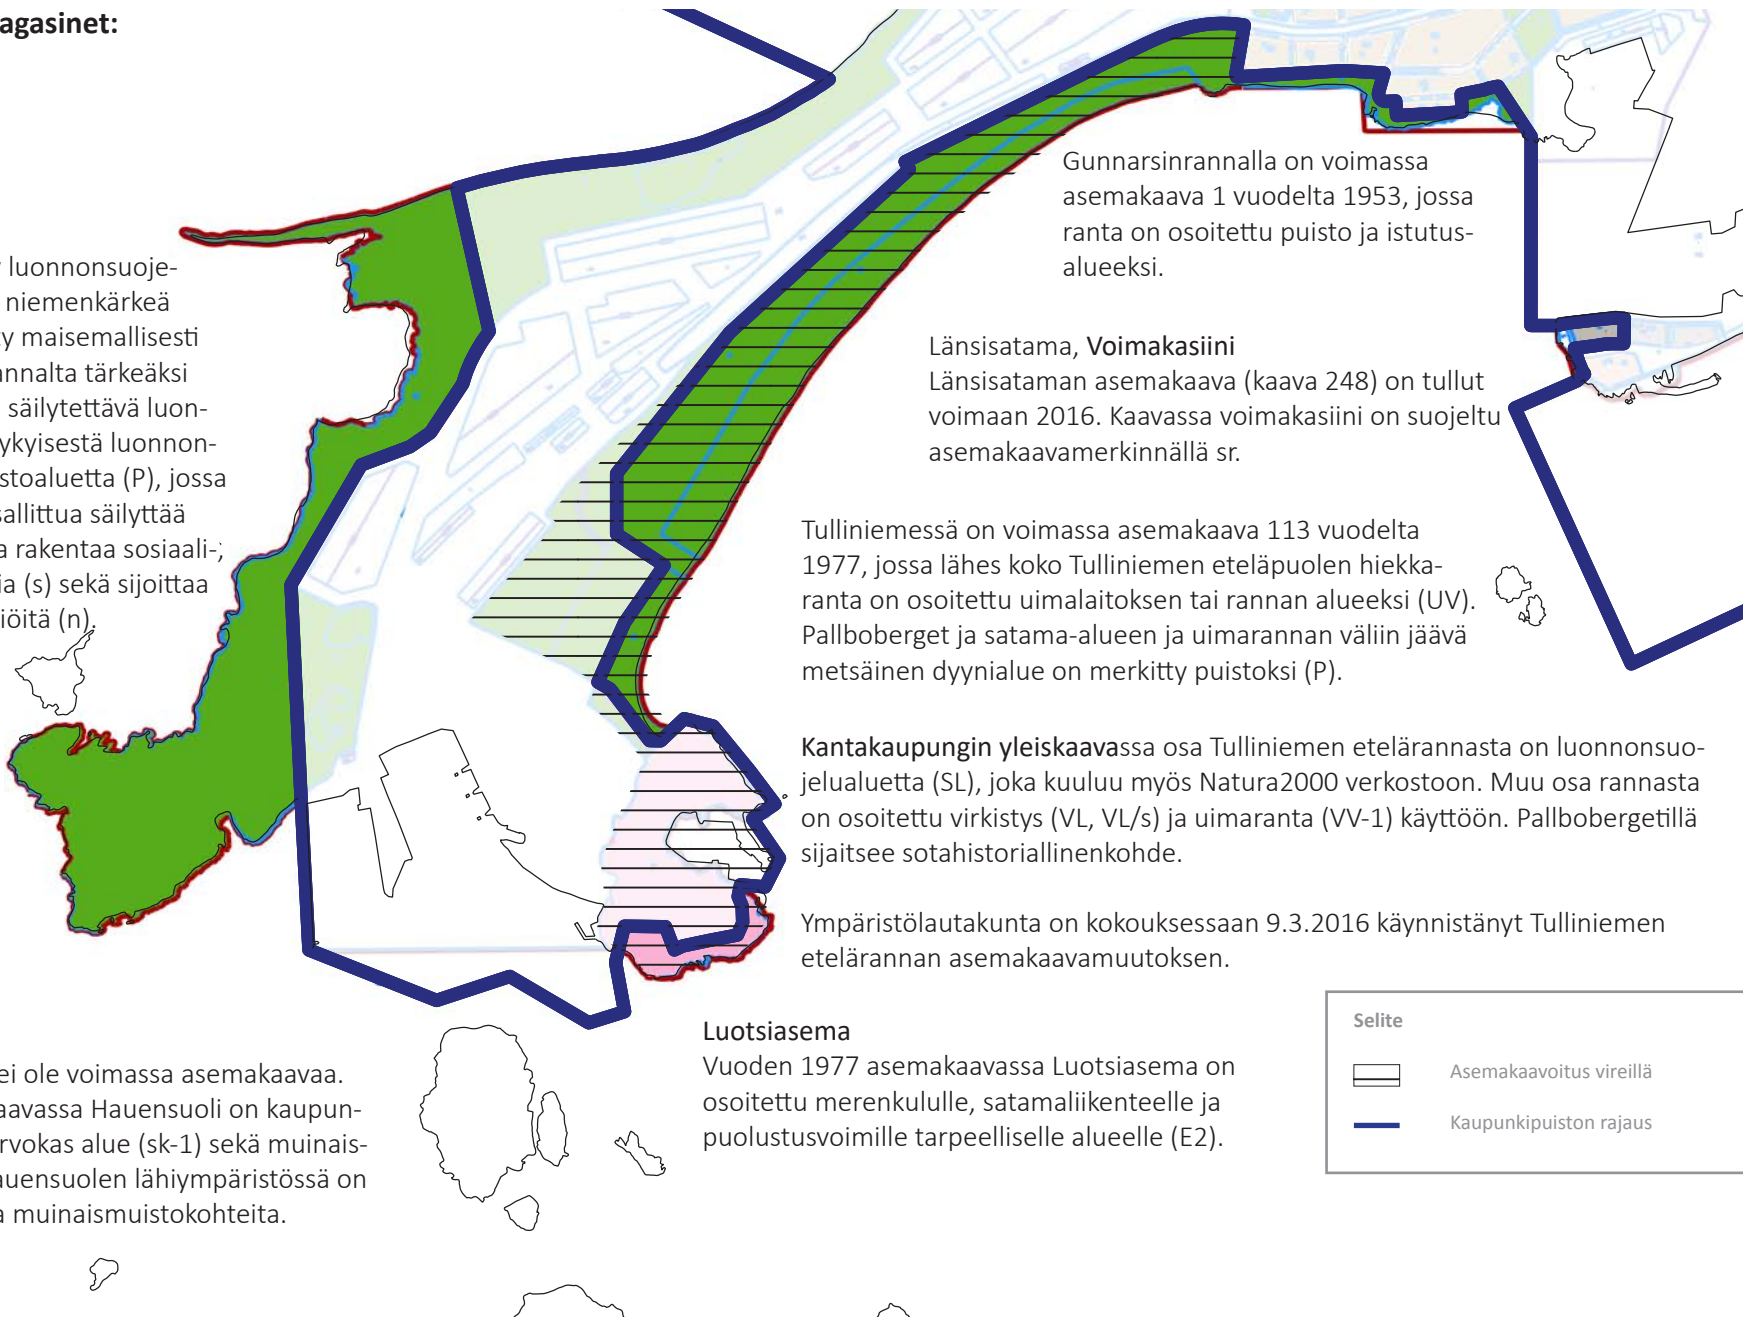 agasinet:
luonnonsuoje-
niemenkärkeä
ty maisemallisesti
annalta tärkeäksi
säilytettävä luon-
ykyisestä luonnon-
stoaluetta (P), jossa
sallittua säilyttää
a rakentaa sosiaali-;
ia (s) sekä sijoittaa
iöitä (n).
ei ole voimassa asemakaavaa.
aavassa Hauensuoli on kaupun-
rvokas alue (sk-1) sekä muinais-
auensuolen lähiympäristössä on
a muinaismuistokohteita.
Gunnarsinrannalla on voimassa
asemakaava 1 vuodelta 1953, jossa
ranta on osoitettu puisto ja istutus-
alueeksi.
Länsisatama, Voimakasiini
Länsisataman asemakaava (kaava 248) on tullut
voimaan 2016. Kaavassa voimakasiini on suojeltu
asemakaavamerkinnällä sr.
Tulliniemessä on voimassa asemakaava 113 vuodelta
1977, jossa lähes koko Tulliniemen eteläpuolen hiekka-
ranta on osoitettu uimalaitoksen tai rannan alueeksi (UV).
Pallboberget ja satama-alueen ja uimarannan väliin jäävä
metsäinen dyynialue on merkitty puistoksi (P).
Kantakaupungin yleiskaavassa osa Tulliniemen etelärannasta on luonnonsuo-
jelualuetta (SL), joka kuuluu myös Natura2000 verkostoon. Muu osa rannasta
on osoitettu virkistys (VL, VL/s) ja uimaranta (VV-1) käyttöön. Pallbobergetillä
sijaitsee sotahistoriallinenkohde.
Ympäristölautakunta on kokouksessaan 9.3.2016 käynnistänyt Tulliniemen
etelärannan asemakaavamuutoksen.
Luotsiasema
Vuoden 1977 asemakaavassa Luotsiasema on
osoitettu merenkululle, satamaliikenteelle ja
puolustusvoimille tarpeelliselle alueelle (E2).
Selite
Asemakaavoitus vireillä
Kaupunkipuiston rajaus